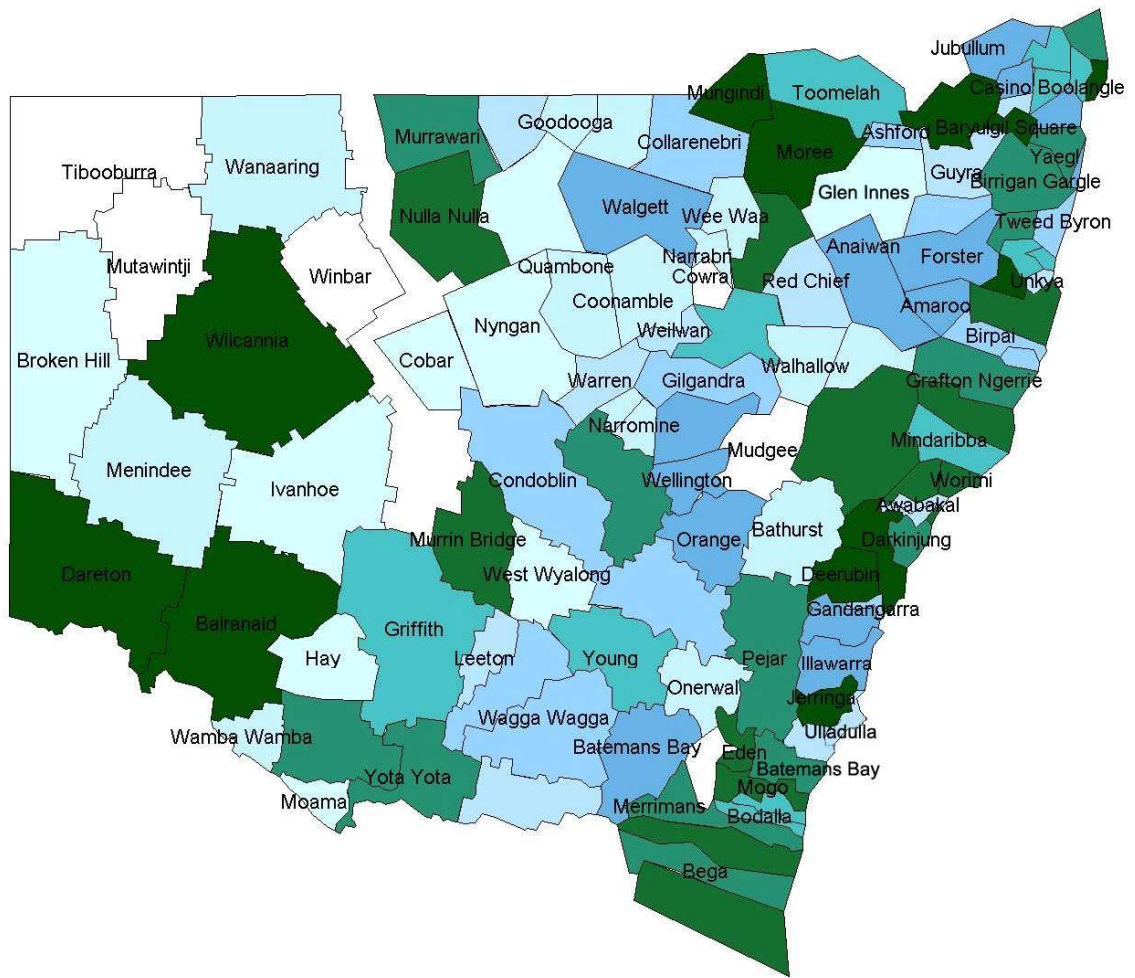 Jubullum
Casino Boolangle
Mungindi
Toomelah
Goodooga
Murrawari
Collarenebri
Ashford
Baryulgil Square
Moree
Yaegl
Tibooburra
Wanaaring
Guyra
Birrigan Gargle
Glen Innes
Nulla Nulla
Walgett
Wee Waa
Tweed Byron
Anaiwan
Forster
Narrabri
Mutawintji
Winbar
Quambone
Cowra
Red Chief
Unkya
Coonamble
Amaroo
Nyngan
Weilwan
Birpai
Wilcannia
Broken Hill
Cobar
Walhallow
Warren
Gilgandra
Grafton Ngerrie
Narromine
Mudgee
Mindaribba
Menindee
Condoblin
Wellington
Worimi
Ivanhoe
Awabakal
Bathurst
Murrin Bridge
Orange
Darkinjung
Dareton
West Wyalong
Deerubin
Balranald
Gandangarra
Griffith
Hay
Leeton
Young
Pejar
Illawarra
Onerwal
Jerringa
Wagga Wagga
Ulladulla
Wamba Wamba
Batemans Bay
Eden
Batemans Bay
Yota Yota
Mogo
Moama
Merrimans
Bodalla
Bega